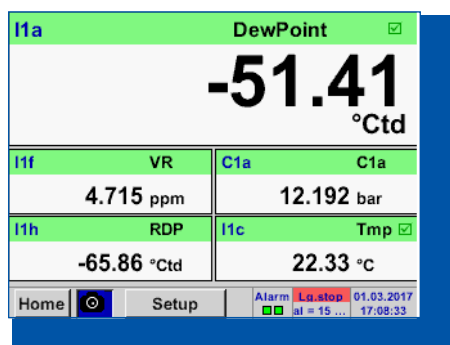 I1a DewPoint
-51.41
°Ctd
I1f VR C1a C1a
4.715 ppm 12.192 bar
I1h RDP I1c Tmp
-65.86 °Ctd 22.33 °C
Home Setup Alarm Lg.stop 01.03.2017
al = 15 ... 17:08:33